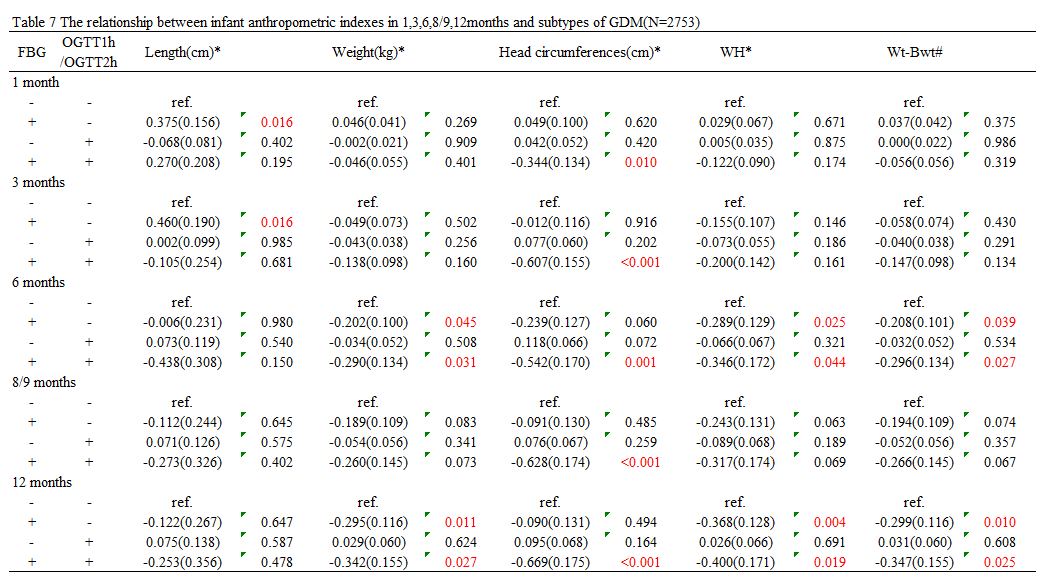 Table 7 The relationship between infant anthropometric indexes in 1,3,6,8/9,12months and subtypes of GDM(N=2753)
FBG OGTT1h /OGTT2h Length(cm)* Weight(kg)* Head circumferences(cm)* WH* Wt-Bwt#
1 month
- - ref. ref. ref. ref. ref.
+ - 0.375(0.156) 0.016 0.046(0.041) 0.269 0.049(0.100) 0.620 0.029(0.067) 0.671 0.037(0.042) 0.375
- + -0.068(0.081) 0.402 -0.002(0.021) 0.909 0.042(0.052) 0.420 0.005(0.035) 0.875 0.000(0.022) 0.986
+ + 0.270(0.208) 0.195 -0.046(0.055) 0.401 -0.344(0.134) 0.010 -0.122(0.090) 0.174 -0.056(0.056) 0.319
3 months
- - ref. ref. ref. ref. ref.
+ - 0.460(0.190) 0.016 -0.049(0.073) 0.502 -0.012(0.116) 0.916 -0.155(0.107) 0.146 -0.058(0.074) 0.430
- + 0.002(0.099) 0.985 -0.043(0.038) 0.256 0.077(0.060) 0.202 -0.073(0.055) 0.186 -0.040(0.038) 0.291
+ + -0.105(0.254) 0.681 -0.138(0.098) 0.160 -0.607(0.155) <0.001 -0.200(0.142) 0.161 -0.147(0.098) 0.134
6 months
- - ref. ref. ref. ref. ref.
+ - -0.006(0.231) 0.980 -0.202(0.100) 0.045 -0.239(0.127) 0.060 -0.289(0.129) 0.025 -0.208(0.101) 0.039
- + 0.073(0.119) 0.540 -0.034(0.052) 0.508 0.118(0.066) 0.072 -0.066(0.067) 0.321 -0.032(0.052) 0.534
+ + -0.438(0.308) 0.150 -0.290(0.134) 0.031 -0.542(0.170) 0.001 -0.346(0.172) 0.044 -0.296(0.134) 0.027
8/9 months
- - ref. ref. ref. ref. ref.
+ - -0.112(0.244) 0.645 -0.189(0.109) 0.083 -0.091(0.130) 0.485 -0.243(0.131) 0.063 -0.194(0.109) 0.074
- + 0.071(0.126) 0.575 -0.054(0.056) 0.341 0.076(0.067) 0.259 -0.089(0.068) 0.189 -0.052(0.056) 0.357
+ + -0.273(0.326) 0.402 -0.260(0.145) 0.073 -0.628(0.174) <0.001 -0.317(0.174) 0.069 -0.266(0.145) 0.067
12 months
- - ref. ref. ref. ref. ref.
+ - -0.122(0.267) 0.647 -0.295(0.116) 0.011 -0.090(0.131) 0.494 -0.368(0.128) 0.004 -0.299(0.116) 0.010
- + 0.075(0.138) 0.587 0.029(0.060) 0.624 0.095(0.068) 0.164 0.026(0.066) 0.691 0.031(0.060) 0.608
+ + -0.253(0.356) 0.478 -0.342(0.155) 0.027 -0.669(0.175) <0.001 -0.400(0.171) 0.019 -0.347(0.155) 0.025